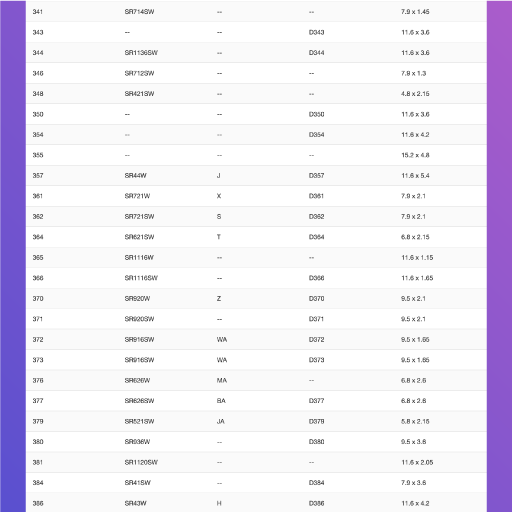 341 SR714SW -- -- 7.9 x 1.45
343 -- -- D343 11.6 x 3.6
344 SR1136SW -- D344 11.6 x 3.6
346 SR712SW -- -- 7.9 x 1.3
348 SR421SW -- -- 4.8 x 2.15
350 -- -- D350 11.6 x 3.6
354 -- -- D354 11.6 x 4.2
355 -- -- -- 15.2 x 4.8
357 SR44W J D357 11.6 x 5.4
361 SR721W X D361 7.9 x 2.1
362 SR721SW S D362 7.9 x 2.1
364 SR621SW T D364 6.8 x 2.15
365 SR1116W -- -- 11.6 x 1.15
366 SR1116SW -- D366 11.6 x 1.65
370 SR920W Z D370 9.5 x 2.1
371 SR920SW -- D371 9.5 x 2.1
372 SR916SW WA D372 9.5 x 1.65
373 SR916SW WA D373 9.5 x 1.65
376 SR626W MA -- 6.8 x 2.6
377 SR626SW BA D377 6.8 x 2.6
379 SR521SW JA D379 5.8 x 2.15
380 SR936W -- D380 9.5 x 3.6
381 SR1120SW -- -- 11.6 x 2.05
384 SR41SW -- D384 7.9 x 3.6
386 SR43W H D386 11.6 x 4.2